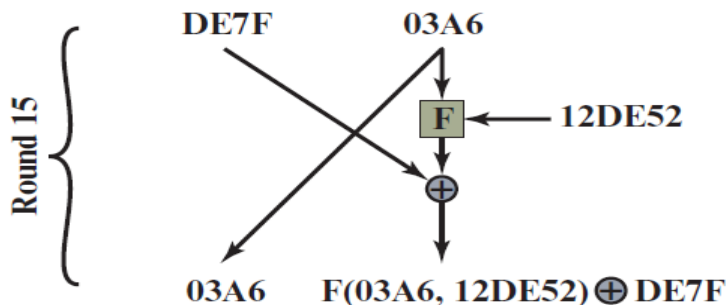 DE7F 03A6
Round 15
F
12DE52
03A6 F(03A6, 12DE52) ⊕ DE7F